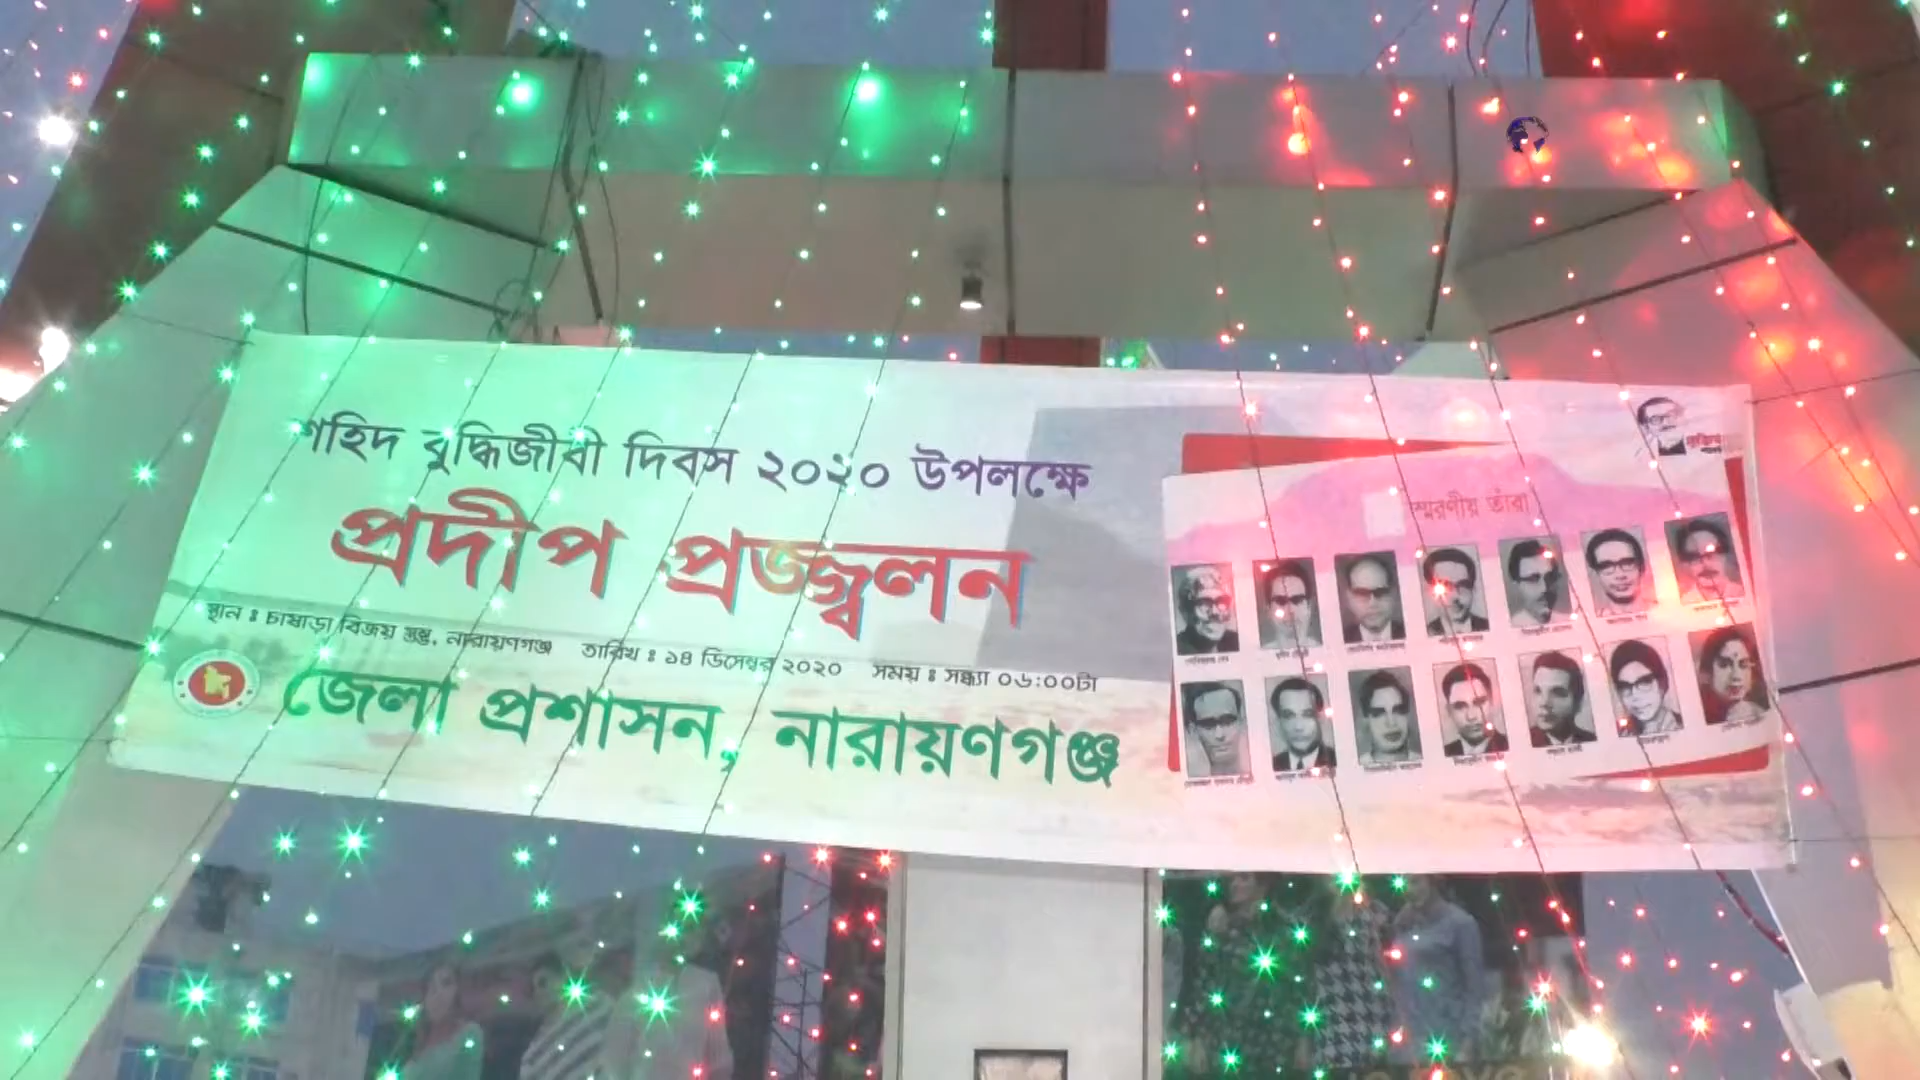 শহিদ বুদ্ধিজীবী দিবস ২০২০ উপলক্ষে
প্রদীপ প্রজ্জ্বলন
স্থান : চাষাড়া বিজয় স্তম্ভ, নারায়ণগঞ্জ তারিখ : ১৪ ডিসেম্বর ২০২০ সময় : সন্ধ্যা ০৬:০০টা
জেলা প্রশাসন, নারায়ণগঞ্জ
স্মরণীয় তাঁরা